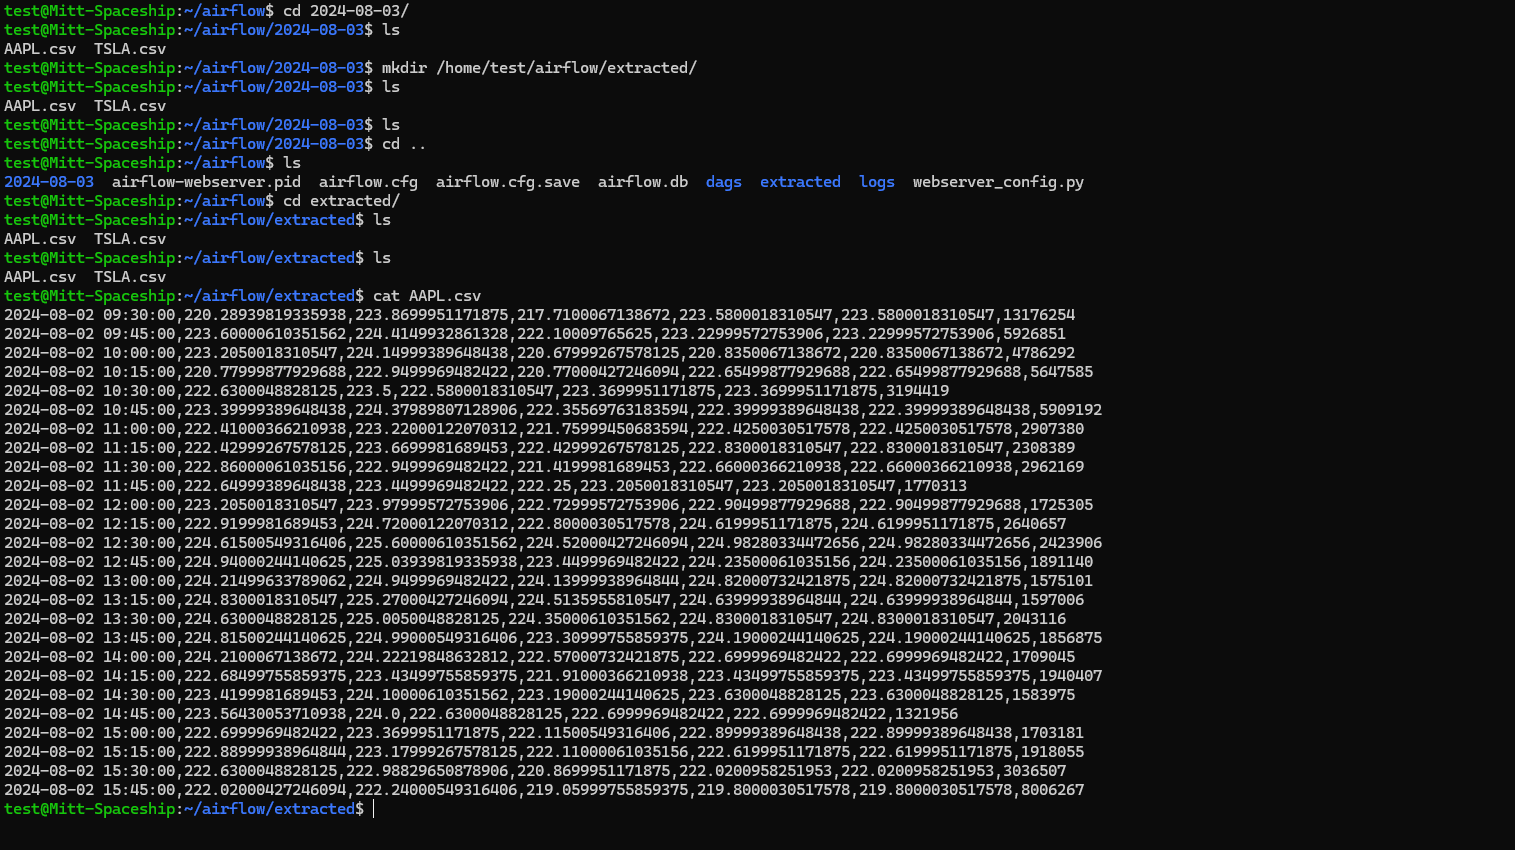 test@Mitt-Spaceship:~/airflow$ cd 2024-08-03/
test@Mitt-Spaceship:~/airflow/2024-08-03$ ls
AAPL.csv  TSLA.csv
test@Mitt-Spaceship:~/airflow/2024-08-03$ mkdir /home/test/airflow/extracted/
test@Mitt-Spaceship:~/airflow/2024-08-03$ ls
AAPL.csv  TSLA.csv
test@Mitt-Spaceship:~/airflow/2024-08-03$ ls
test@Mitt-Spaceship:~/airflow/2024-08-03$ cd ..
test@Mitt-Spaceship:~/airflow$ ls
2024-08-03  airflow-webserver.pid  airflow.cfg  airflow.cfg.save  airflow.db  dags  extracted  logs  webserver_config.py
test@Mitt-Spaceship:~/airflow$ cd extracted/
test@Mitt-Spaceship:~/airflow/extracted$ ls
AAPL.csv  TSLA.csv
test@Mitt-Spaceship:~/airflow/extracted$ ls
AAPL.csv  TSLA.csv
test@Mitt-Spaceship:~/airflow/extracted$ cat AAPL.csv
2024-08-02 09:30:00,220.28939819335938,223.8699951171875,217.7100067138672,223.5800018310547,223.5800018310547,13176254
2024-08-02 09:45:00,223.60000610351562,224.4149932861328,222.10009765625,223.22999572753906,223.22999572753906,5926851
2024-08-02 10:00:00,223.2050018310547,224.14999389648438,220.67999267578125,220.8350067138672,220.8350067138672,4786292
2024-08-02 10:15:00,220.77999877929688,222.9499969482422,220.77000427246094,222.65499877929688,222.65499877929688,5647585
2024-08-02 10:30:00,222.6300048828125,223.5,222.5800018310547,223.3699951171875,223.3699951171875,3194419
2024-08-02 10:45:00,223.39999389648438,224.37989807128906,222.35569763183594,222.39999389648438,222.39999389648438,5909192
2024-08-02 11:00:00,222.41000366210938,223.22000122070312,221.75999450683594,222.4250030517578,222.4250030517578,2907380
2024-08-02 11:15:00,222.42999267578125,223.6699981689453,222.42999267578125,222.8300018310547,222.8300018310547,2308389
2024-08-02 11:30:00,222.86000061035156,222.9499969482422,221.4199981689453,222.66000366210938,222.66000366210938,2962169
2024-08-02 11:45:00,222.64999389648438,223.4499969482422,222.25,223.2050018310547,223.2050018310547,1770313
2024-08-02 12:00:00,223.2050018310547,223.97999572753906,222.72999572753906,222.90499877929688,222.90499877929688,1725305
2024-08-02 12:15:00,222.9199981689453,224.72000122070312,222.8000030517578,224.6199951171875,224.6199951171875,2640657
2024-08-02 12:30:00,224.61500549316406,225.60000610351562,224.52000427246094,224.98280334472656,224.98280334472656,2423906
2024-08-02 12:45:00,224.94000244140625,225.03939819335938,223.4499969482422,224.23500061035156,224.23500061035156,1891140
2024-08-02 13:00:00,224.21499633789062,224.9499969482422,224.13999938964844,224.82000732421875,224.82000732421875,1575101
2024-08-02 13:15:00,224.8300018310547,225.27000427246094,224.5135955810547,224.63999938964844,224.63999938964844,1597006
2024-08-02 13:30:00,224.6300048828125,225.0050048828125,224.35000610351562,224.8300018310547,224.8300018310547,2043116
2024-08-02 13:45:00,224.81500244140625,224.99000549316406,223.30999755859375,224.19000244140625,224.19000244140625,1856875
2024-08-02 14:00:00,224.2100067138672,224.22219848632812,222.57000732421875,222.6999969482422,222.6999969482422,1709045
2024-08-02 14:15:00,222.68499755859375,223.43499755859375,221.91000366210938,223.43499755859375,223.43499755859375,1940407
2024-08-02 14:30:00,223.4199981689453,224.10000610351562,223.19000244140625,223.6300048828125,223.6300048828125,1583975
2024-08-02 14:45:00,223.56430053710938,224.0,222.6300048828125,222.6999969482422,222.6999969482422,1321956
2024-08-02 15:00:00,222.6999969482422,223.3699951171875,222.11500549316406,222.89999389648438,222.89999389648438,1703181
2024-08-02 15:15:00,222.88999938964844,223.17999267578125,222.11000061035156,222.6199951171875,222.6199951171875,1918055
2024-08-02 15:30:00,222.6300048828125,222.98829650878906,220.8699951171875,222.0200958251953,222.0200958251953,3036507
2024-08-02 15:45:00,222.02000427246094,222.24000549316406,219.05999755859375,219.8000030517578,219.8000030517578,8006267
test@Mitt-Spaceship:~/airflow/extracted$